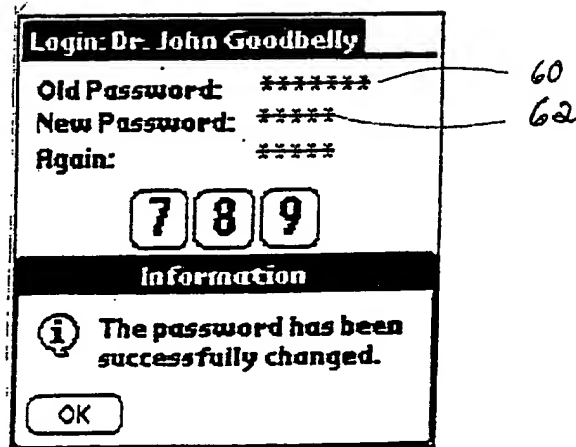 Login: Dr. John Goodbelly
Old Password: ******* 60
New Password: ***** 62
Again: *****
7 8 9
Information
i The password has been
successfully changed.
OK